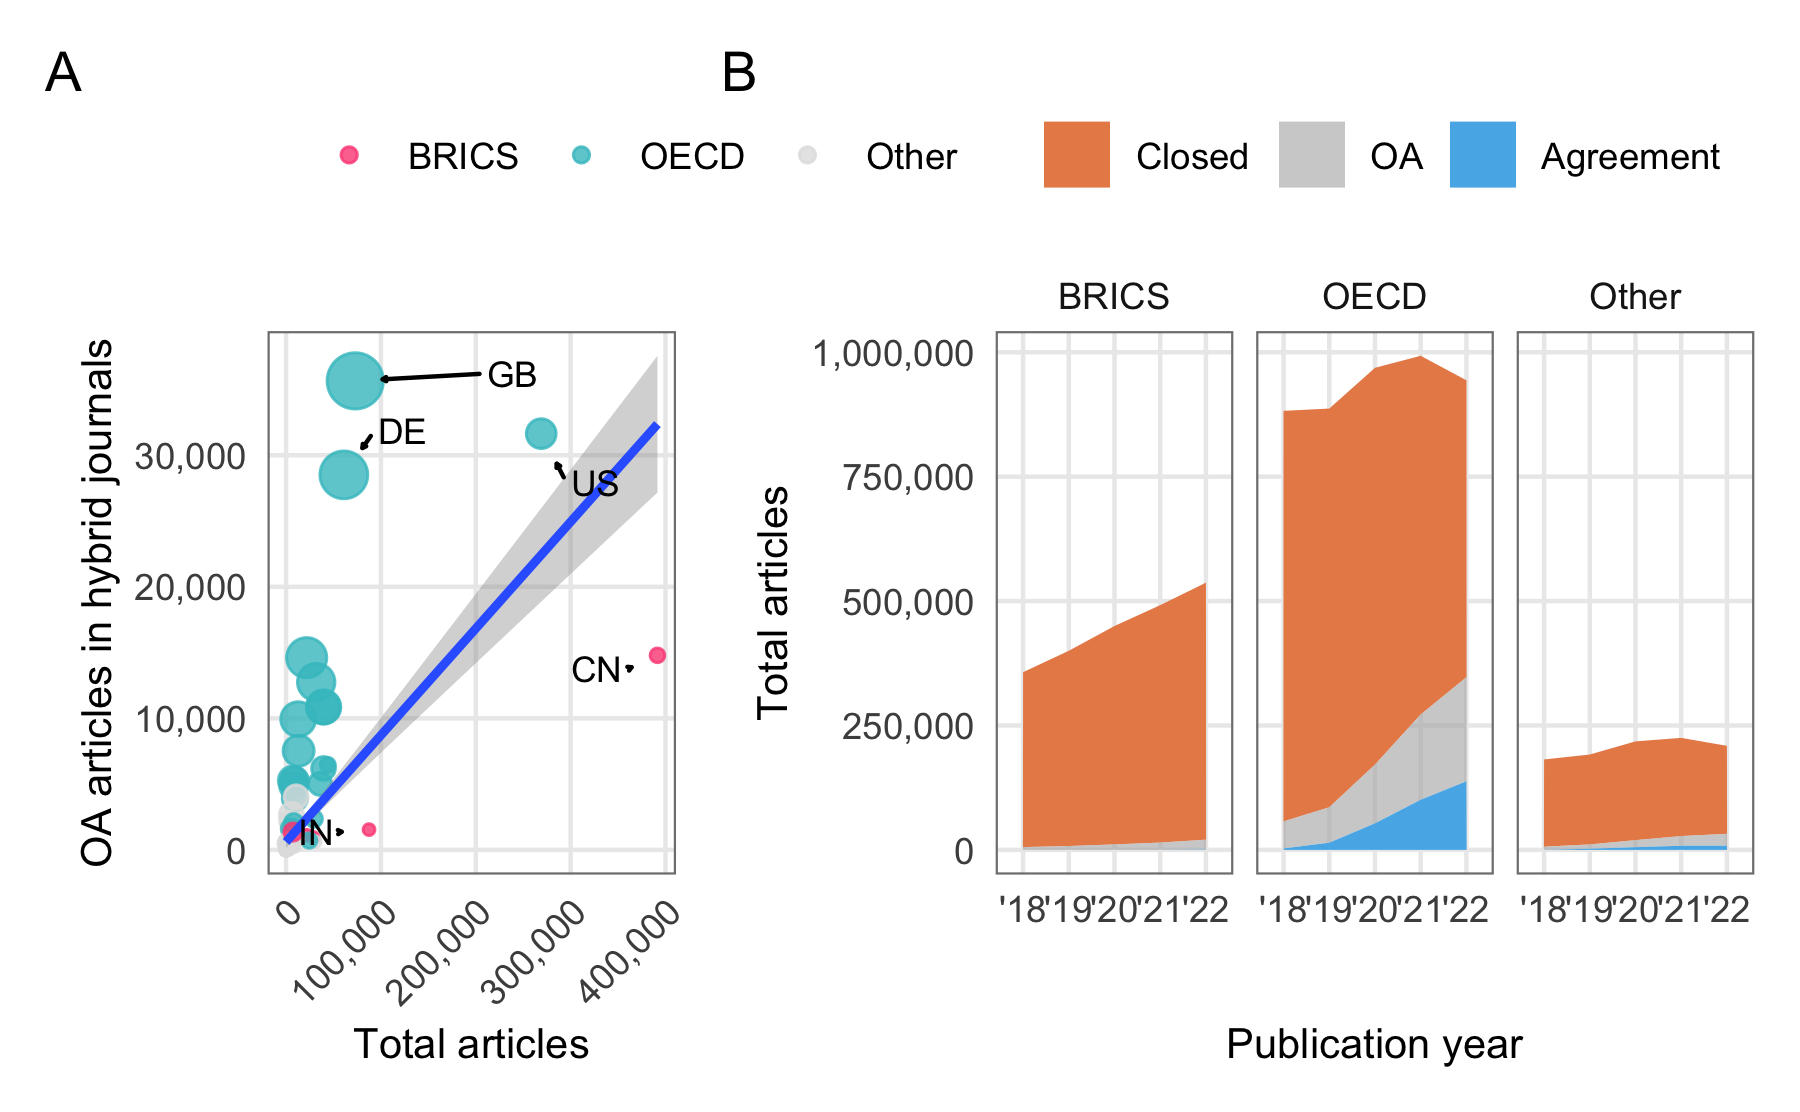 A
BRICS OECD Other
OA articles in hybrid journals
30,000
20,000
10,000
0
GB
DE
US
CN
IN
0 100,000 200,000 300,000 400,000
Total articles
B
Closed OA Agreement
BRICS OECD Other
Total articles
1,000,000
750,000
500,000
250,000
0
'18 '19 '20 '21 '22 '18 '19 '20 '21 '22 '18 '19 '20 '21 '22
Publication year